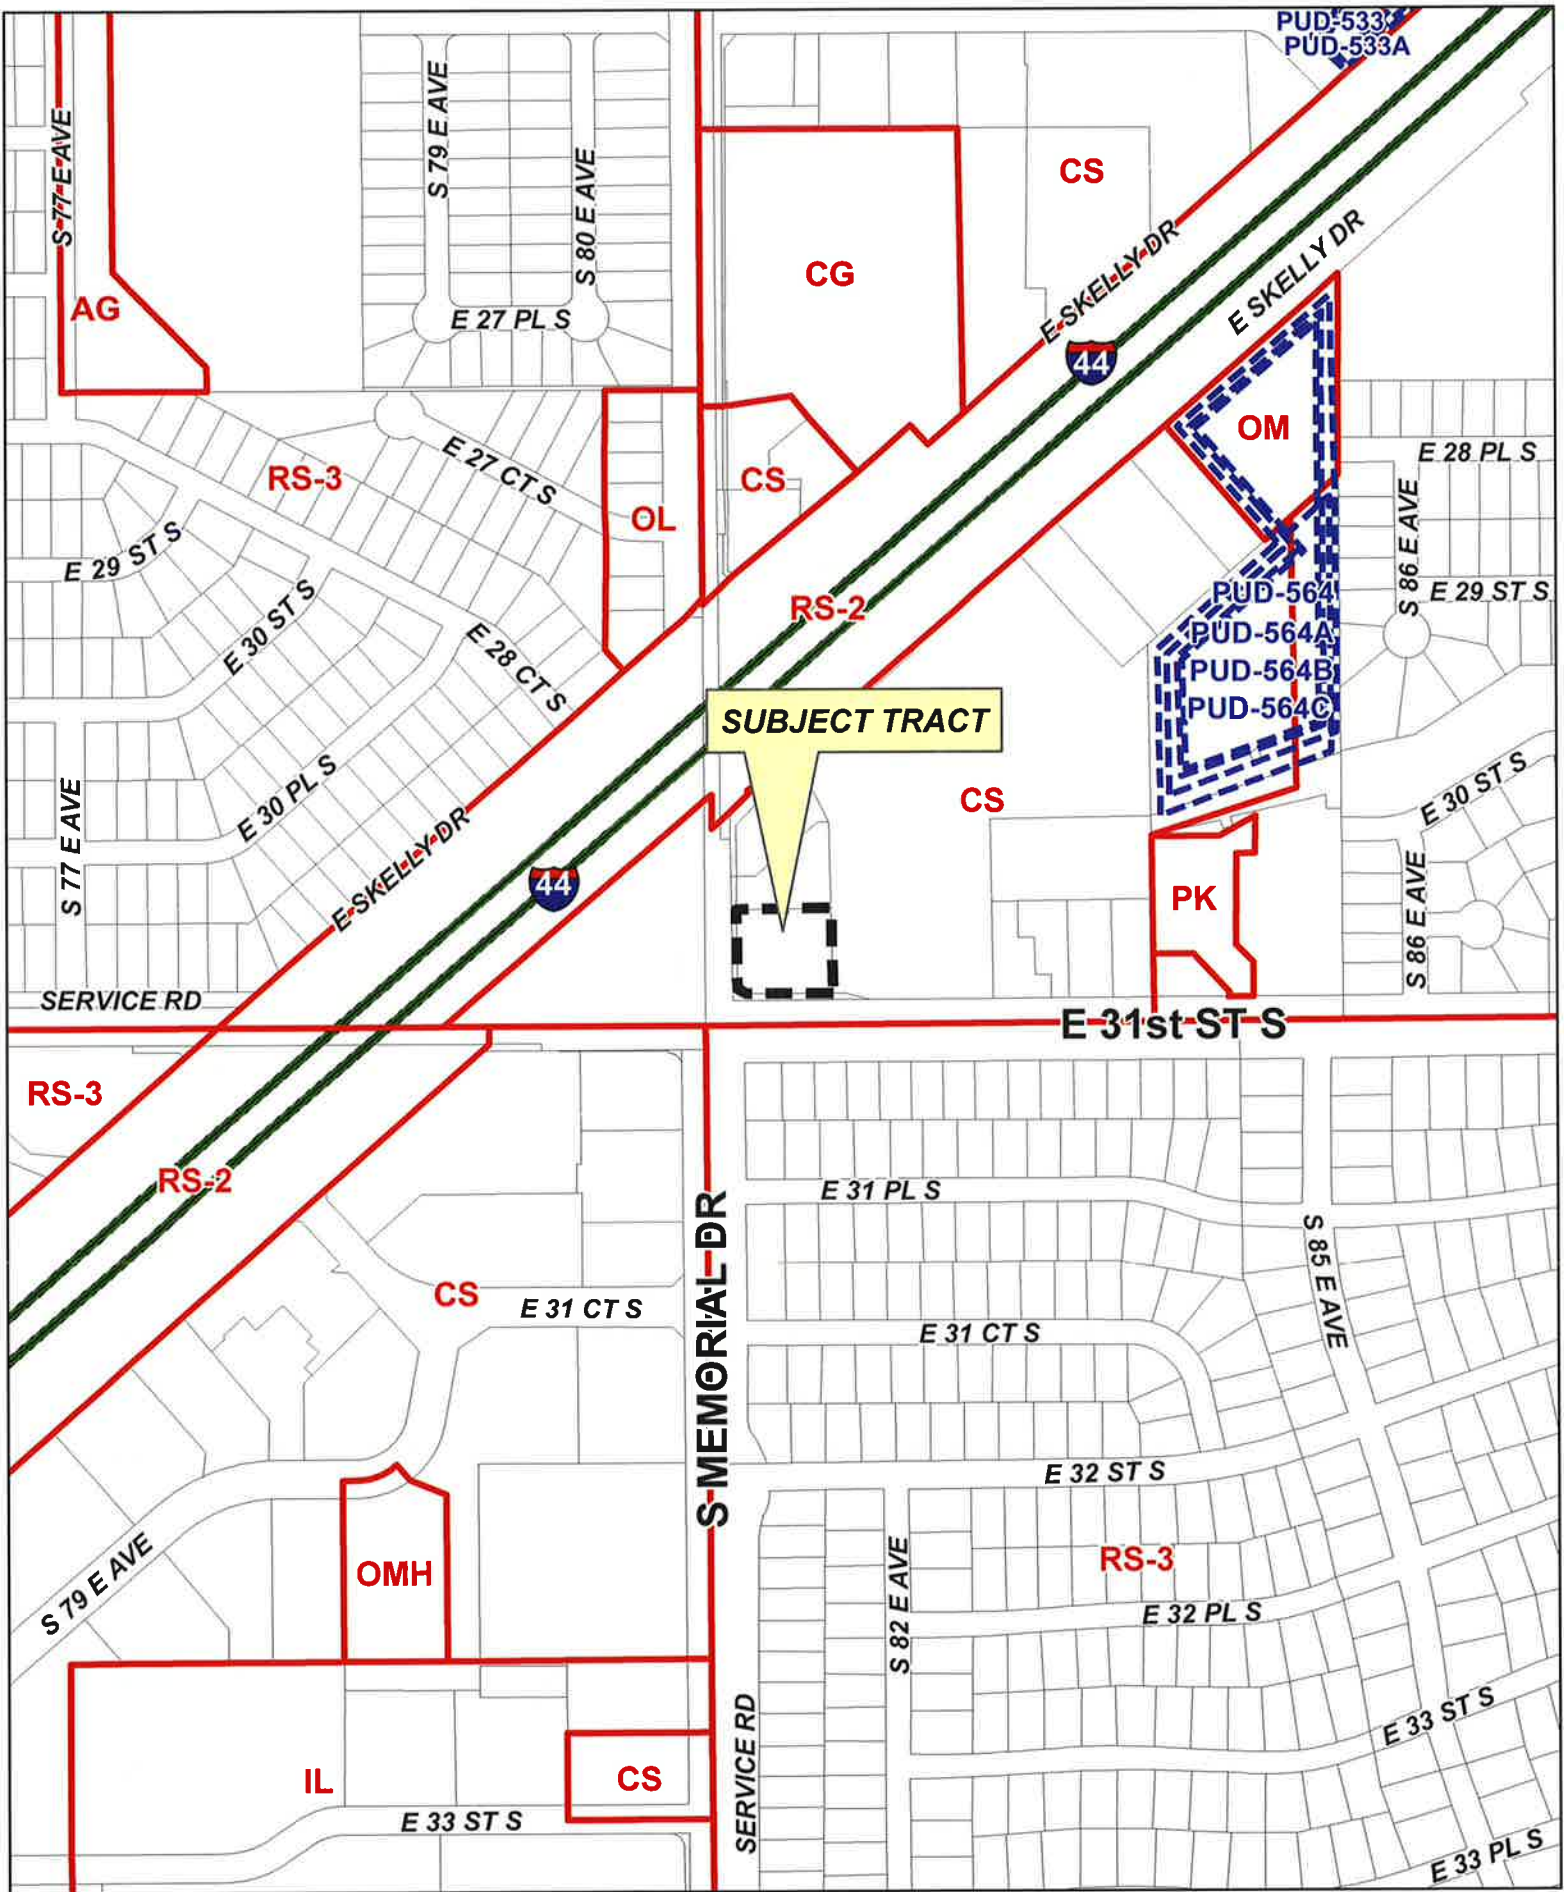 PUD-533
PUD-533A
S 77 E AVE
S 79 E AVE
S 80 E AVE
CS
CG
AG
E 27 PL S
E SKELLY DR
E SKELLY DR
44
OM
E 28 PL S
RS-3
E 27 CT S
CS
OL
S 86 E AVE
E 29 ST S
E 29 ST S
PUD-564
RS-2
E 30 ST S
PUD-564A
E 28 CT S
PUD-564B
PUD-564C
SUBJECT TRACT
E 30 PL S
CS
E 30 ST S
S 77 E AVE
E SKELLY DR
44
PK
S 86 E AVE
SERVICE RD
E 31st ST S
RS-3
RS-2
E 31 PL S
S MEMORIAL DR
S 85 E AVE
CS
E 31 CT S
E 31 CT S
E 32 ST S
S 79 E AVE
OMH
RS-3
S 82 E AVE
E 32 PL S
E 33 ST S
SERVICE RD
IL
CS
E 33 ST S
E 33 PL S